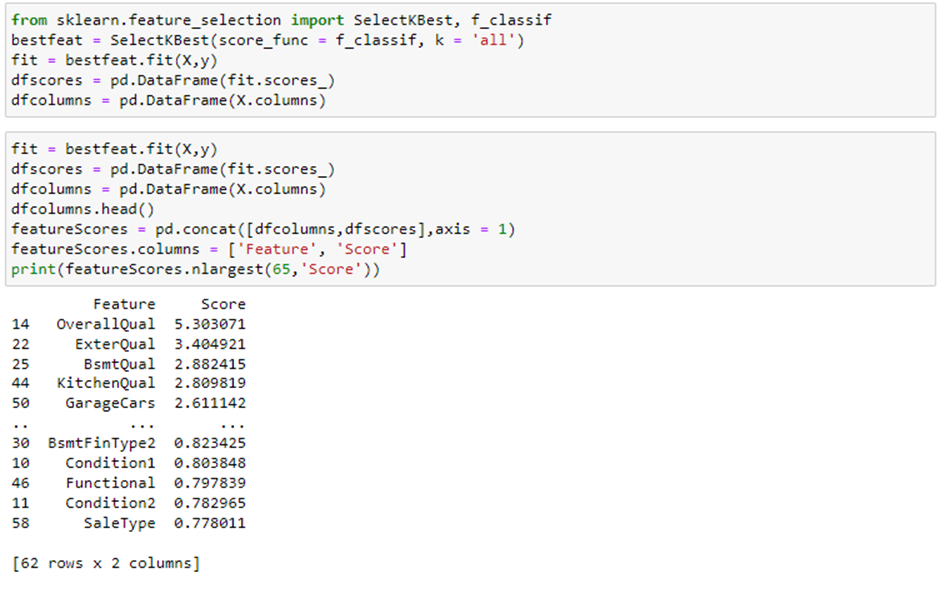 from sklearn.feature_selection import SelectKBest, f_classif
bestfeat = SelectKBest(score_func = f_classif, k = 'all')
fit = bestfeat.fit(X,y)
dfscores = pd.DataFrame(fit.scores_)
dfcolumns = pd.DataFrame(X.columns)
fit = bestfeat.fit(X,y)
dfscores = pd.DataFrame(fit.scores_)
dfcolumns = pd.DataFrame(X.columns)
dfcolumns.head()
featureScores = pd.concat([dfcolumns,dfscores],axis = 1)
featureScores.columns = ['Feature', 'Score']
print(featureScores.nlargest(65,'Score'))
Feature Score
14 OverallQual 5.303071
22 ExterQual 3.404921
25 BsmtQual 2.882415
44 KitchenQual 2.809819
50 GarageCars 2.611142
.. ... ...
30 BsmtFinType2 0.823425
10 Condition1 0.803848
46 Functional 0.797839
11 Condition2 0.782965
58 SaleType 0.778011
[62 rows x 2 columns]